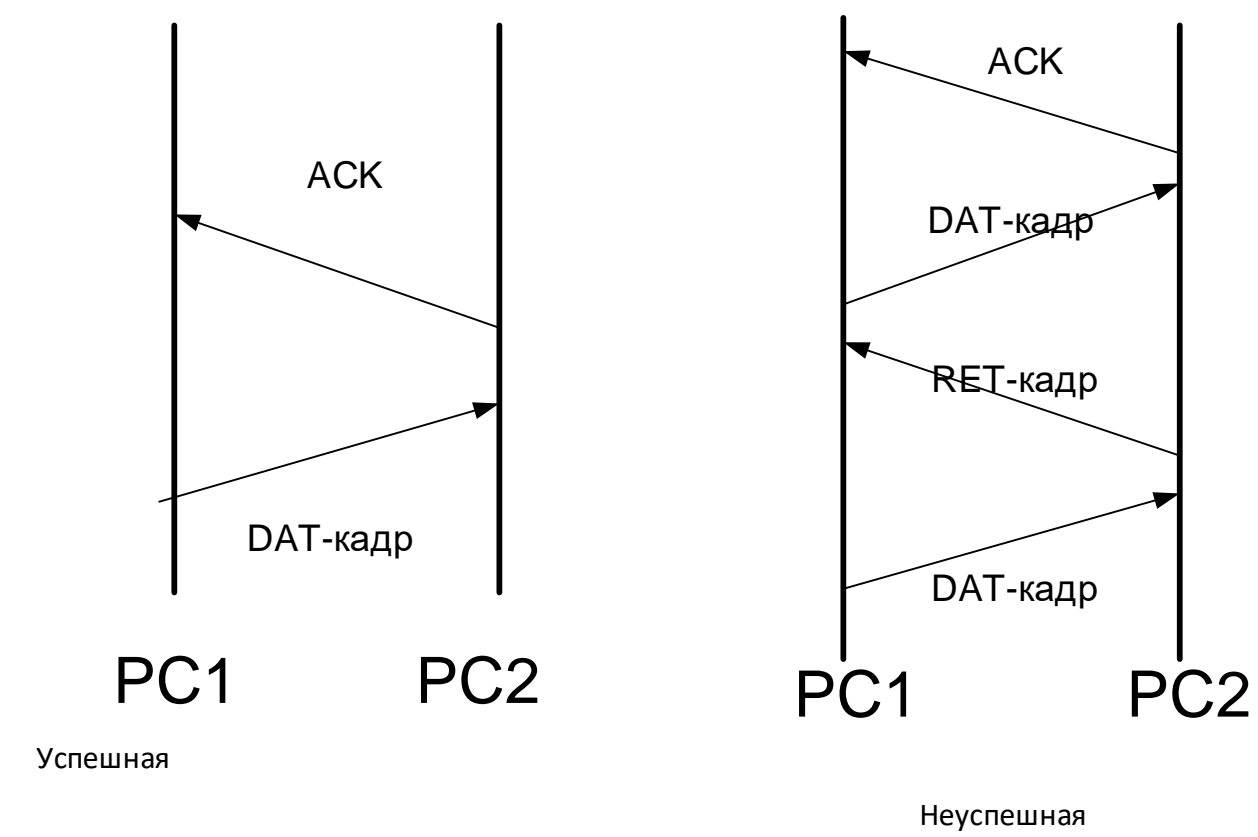 ACK
DAT-кадр
PC1 PC2
Успешная
ACK
DAT-кадр
RET-кадр
DAT-кадр
PC1 PC2
Неуспешная